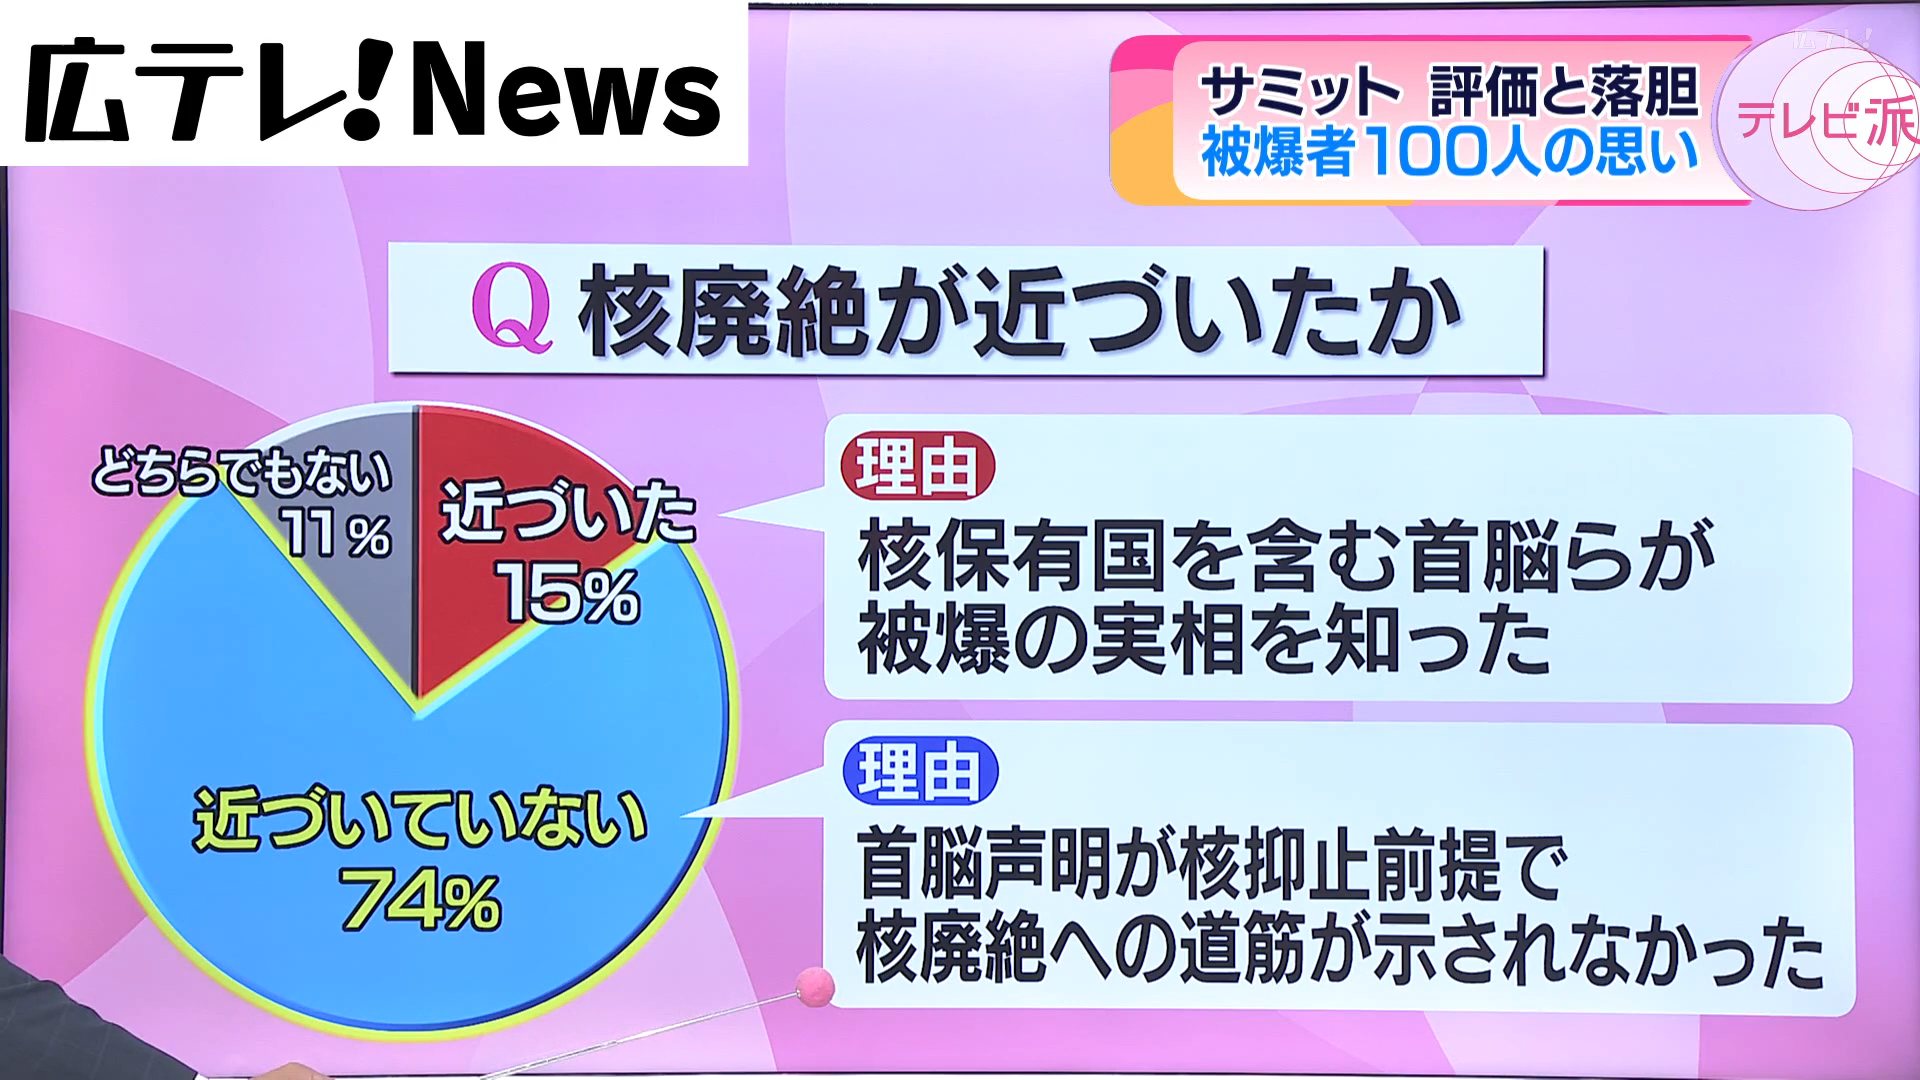 広テレ!News
広テレ!
サミット 評価と落胆
被爆者100人の思い
テレビ派
Q 核廃絶が近づいたか
どちらでもない
11%
近づいた
15%
近づいていない
74%
理由
核保有国を含む首脳らが
被爆の実相を知った
理由
首脳声明が核抑止前提で
核廃絶への道筋が示されなかった